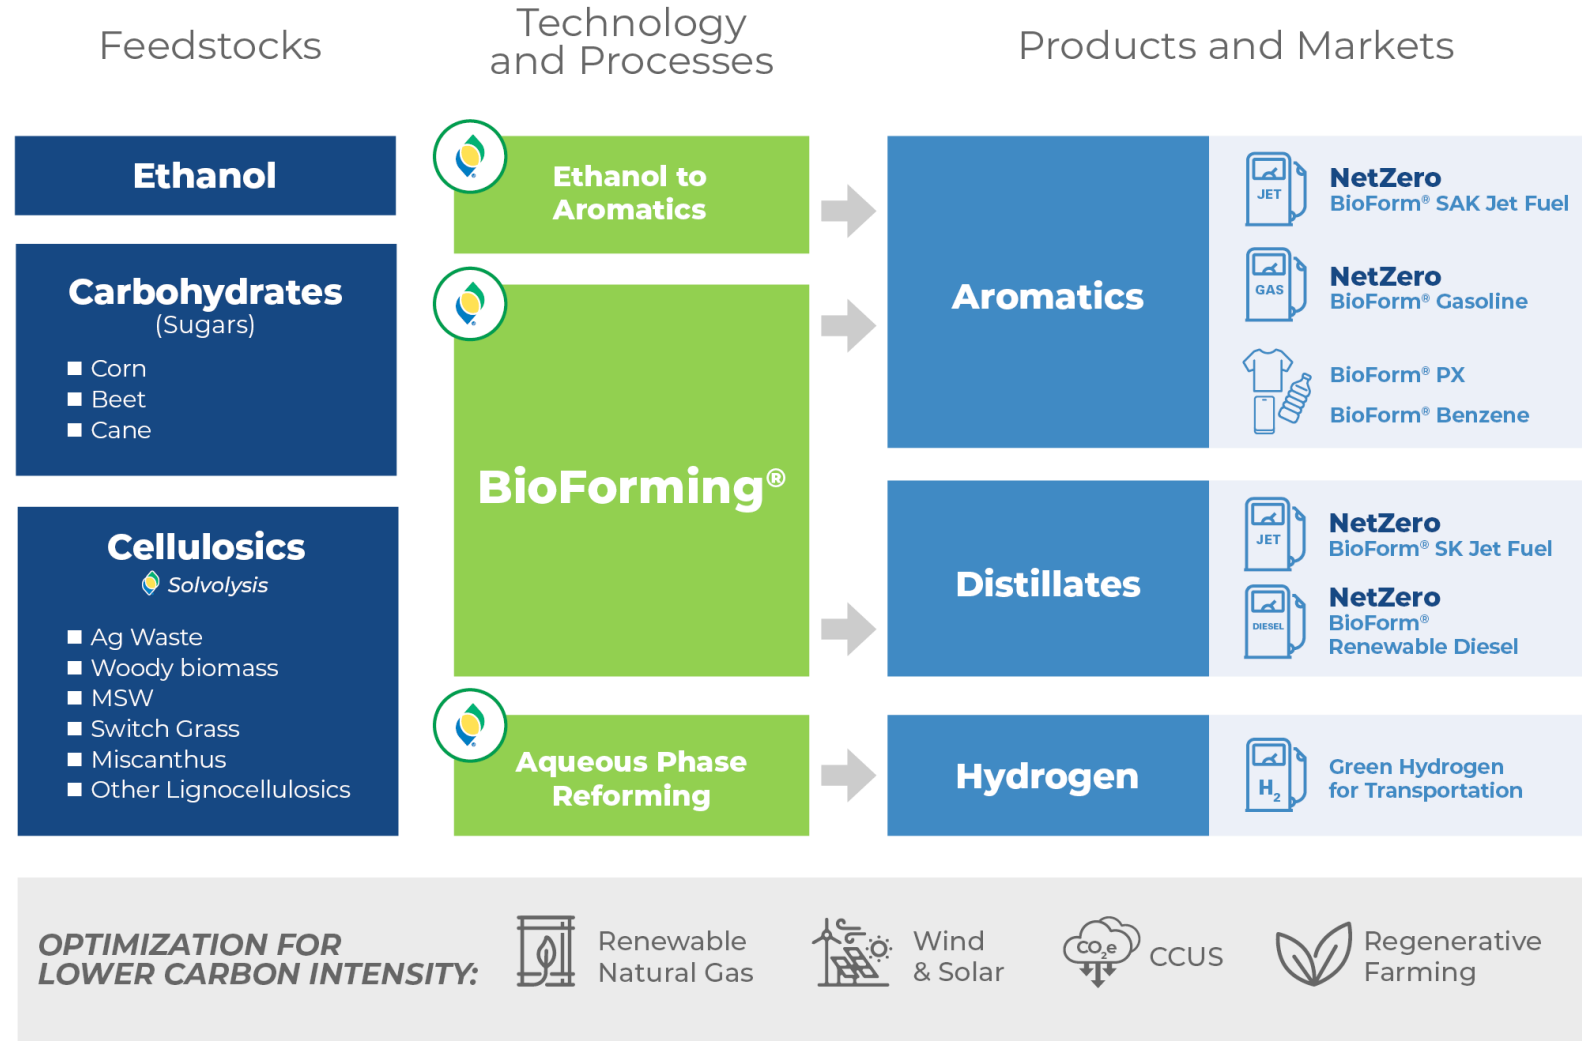 Feedstocks
Technology
and Processes
Products and Markets
Ethanol
Carbohydrates
(Sugars)
Corn
Beet
Cane
Cellulosics
Solvolysis
Ag Waste
Woody biomass
MSW
Switch Grass
Miscanthus
Other Lignocellulosics
Ethanol to
Aromatics
BioForming®
Aqueous Phase
Reforming
Aromatics
JET
NetZero
BioForm® SAK Jet Fuel
GAS
NetZero
BioForm® Gasoline
BioForm® PX
BioForm® Benzene
Distillates
JET
NetZero
BioForm® SK Jet Fuel
DIESEL
NetZero
BioForm®
Renewable Diesel
Hydrogen
H₂
Green Hydrogen
for Transportation
OPTIMIZATION FOR
LOWER CARBON INTENSITY:
Renewable
Natural Gas
Wind
& Solar
CO₂e
CCUS
Regenerative
Farming